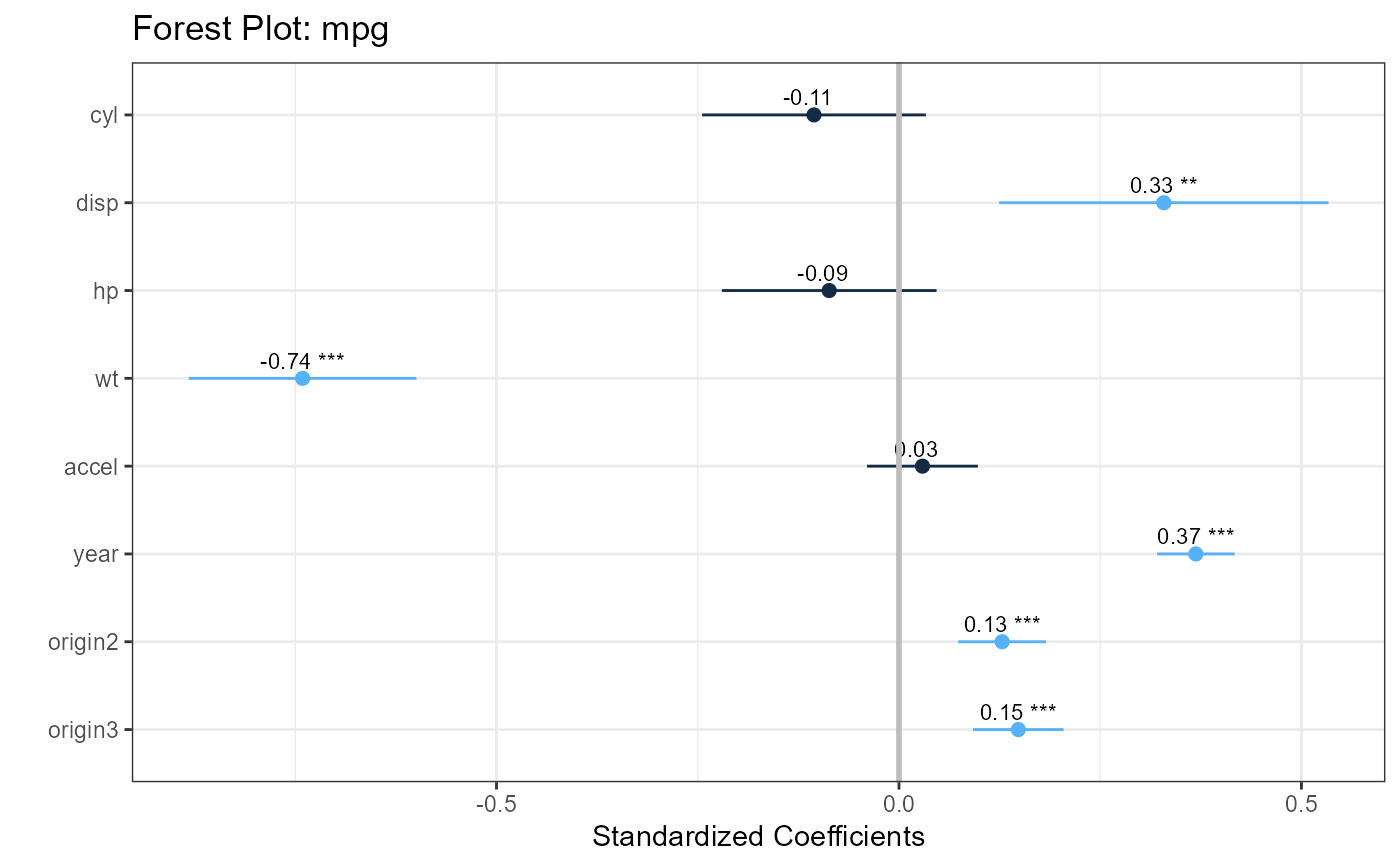 Forest Plot: mpg
cyl
-0.11
disp
0.33 **
hp
-0.09
wt
-0.74 ***
accel
0.03
year
0.37 ***
origin2
0.13 ***
origin3
0.15 ***
-0.5 0.0 0.5
Standardized Coefficients